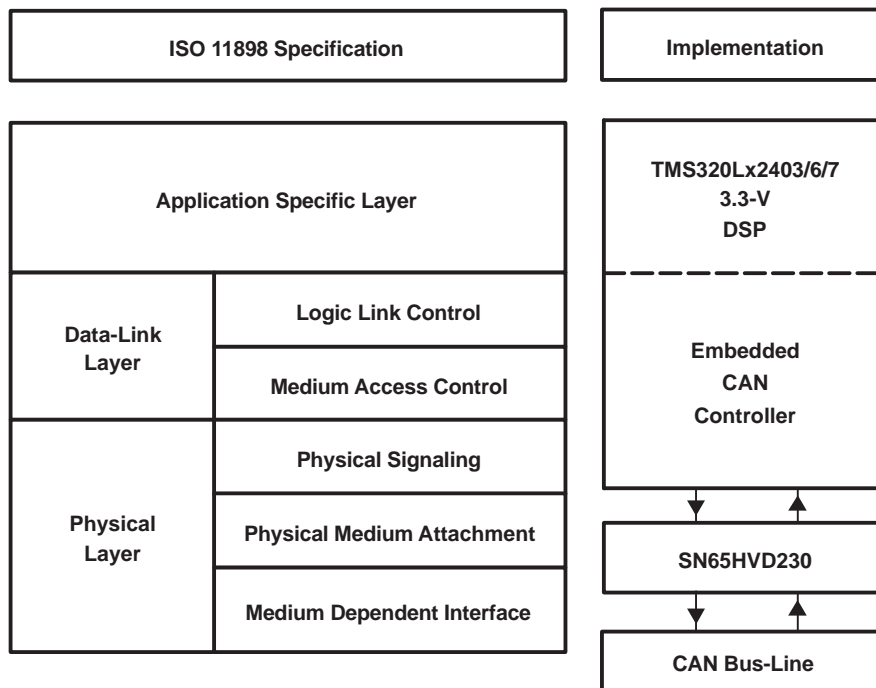 ISO 11898 Specification
Implementation
Application Specific Layer
TMS320Lx2403/6/7
3.3-V
DSP
Data-Link
Layer
Logic Link Control
Medium Access Control
Embedded
CAN
Controller
Physical
Layer
Physical Signaling
Physical Medium Attachment
Medium Dependent Interface
SN65HVD230
CAN Bus-Line